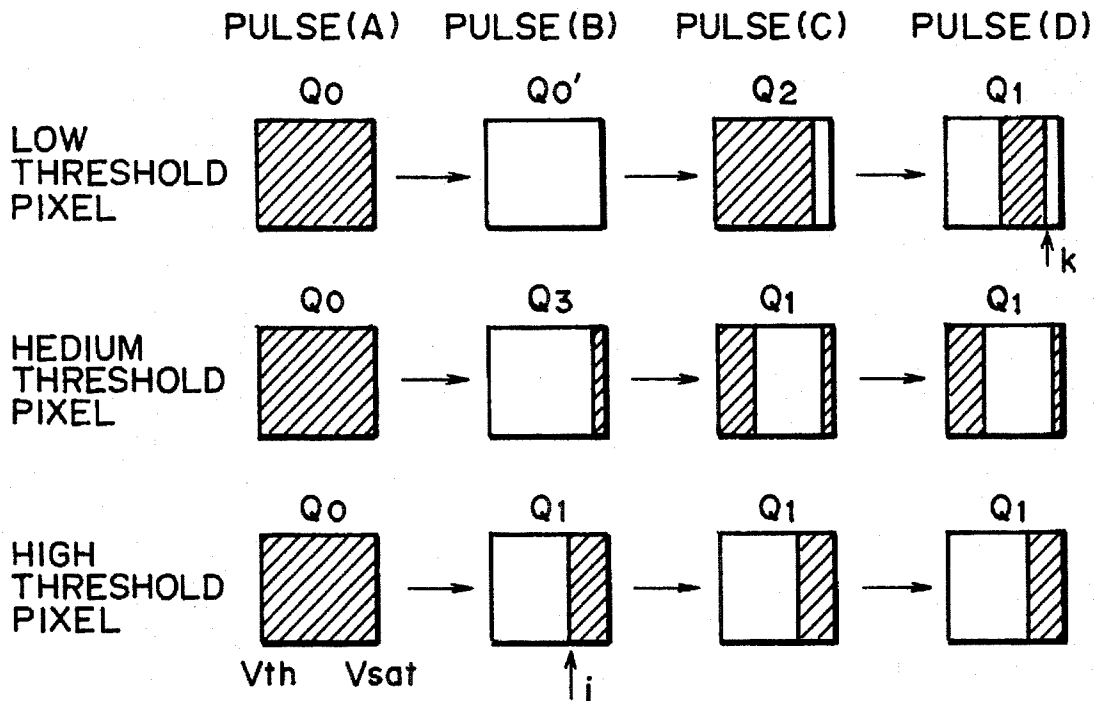 PULSE(A) PULSE(B) PULSE(C) PULSE(D)
Q0 Q0' Q2 Q1
LOW
THRESHOLD
PIXEL
k
Q0 Q3 Q1 Q1
HEDIUM
THRESHOLD
PIXEL
Q0 Q1 Q1 Q1
HIGH
THRESHOLD
PIXEL
Vth Vsat
j